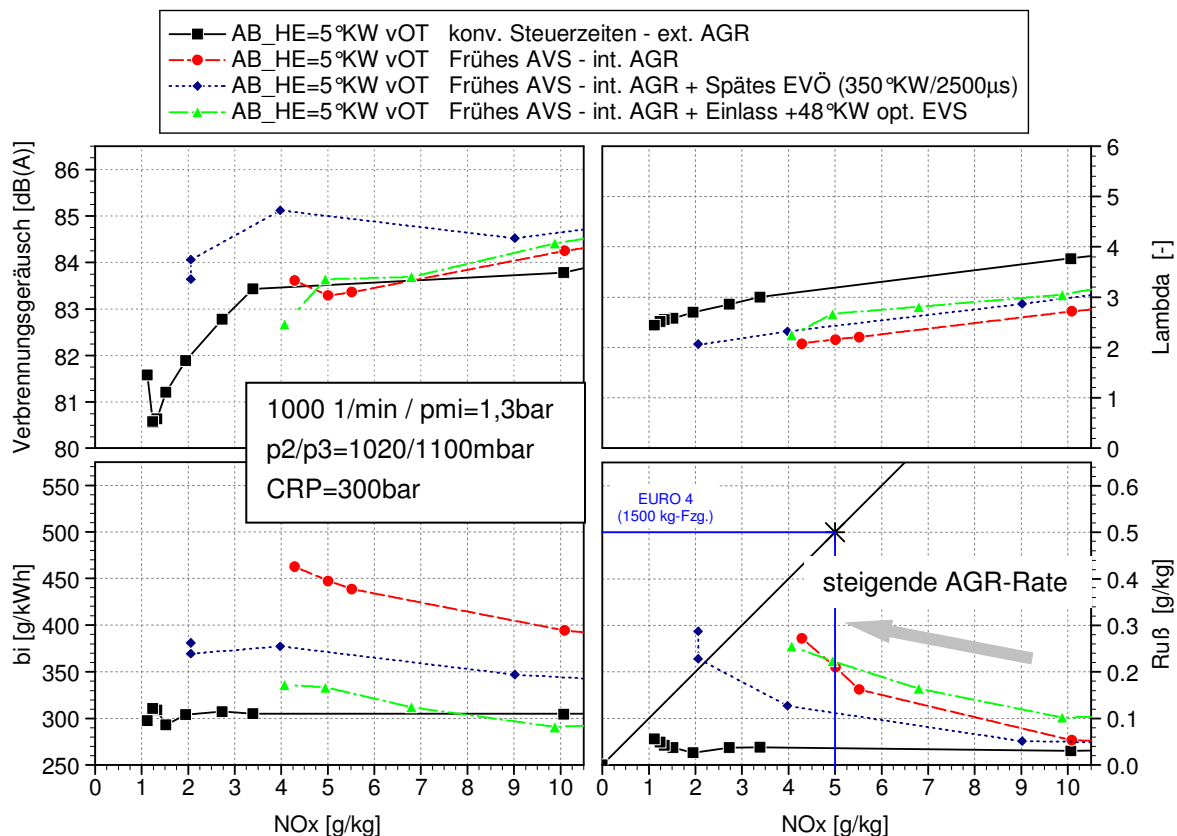 AB_HE=5°KW vOT konv. Steuerzeiten - ext. AGR
AB_HE=5°KW vOT Frühes AVS - int. AGR
AB_HE=5°KW vOT Frühes AVS - int. AGR + Spätes EVÖ (350°KW/2500µs)
AB_HE=5°KW vOT Frühes AVS - int. AGR + Einlass +48°KW opt. EVS
Verbrennungsgeräusch [dB(A)]
86
85
84
83
82
81
80
6
5
4
3
2
1
0
Lambda [-]
1000 1/min / pmi=1,3bar
p2/p3=1020/1100mbar
CRP=300bar
bi [g/kWh]
550
500
450
400
350
300
250
0 1 2 3 4 5 6 7 8 9 10
NOx [g/kg]
EURO 4
(1500 kg-Fzg.)
steigende AGR-Rate
0.6
0.5
0.4
0.3
0.2
0.1
0.0
Ruß [g/kg]
0 1 2 3 4 5 6 7 8 9 10
NOx [g/kg]